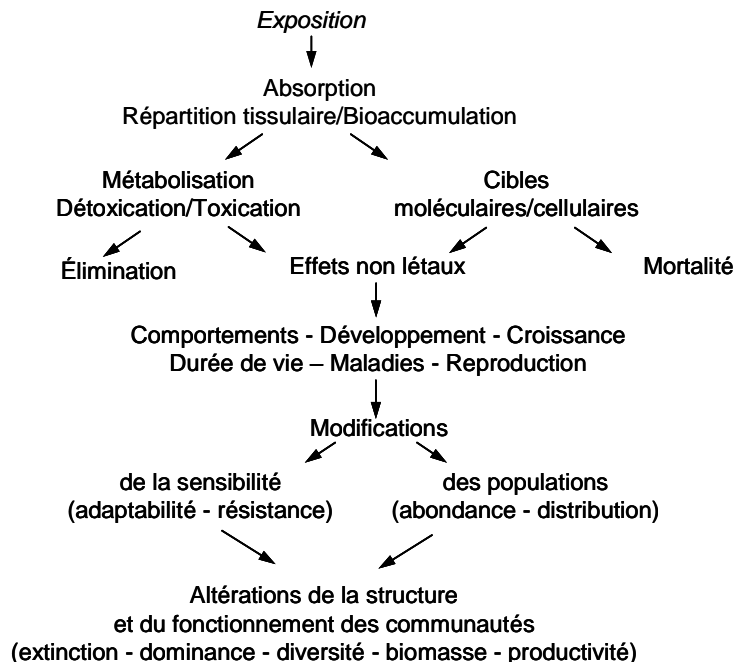 Exposition
Absorption
Répartition tissulaire/Bioaccumulation
Métabolisation
Détoxication/Toxication
Cibles
moléculaires/cellulaires
Élimination
Effets non létaux
Mortalité
Comportements - Développement - Croissance
Durée de vie – Maladies - Reproduction
Modifications
de la sensibilité
(adaptabilité - résistance)
des populations
(abondance - distribution)
Altérations de la structure
et du fonctionnement des communautés
(extinction - dominance - diversité - biomasse - productivité)